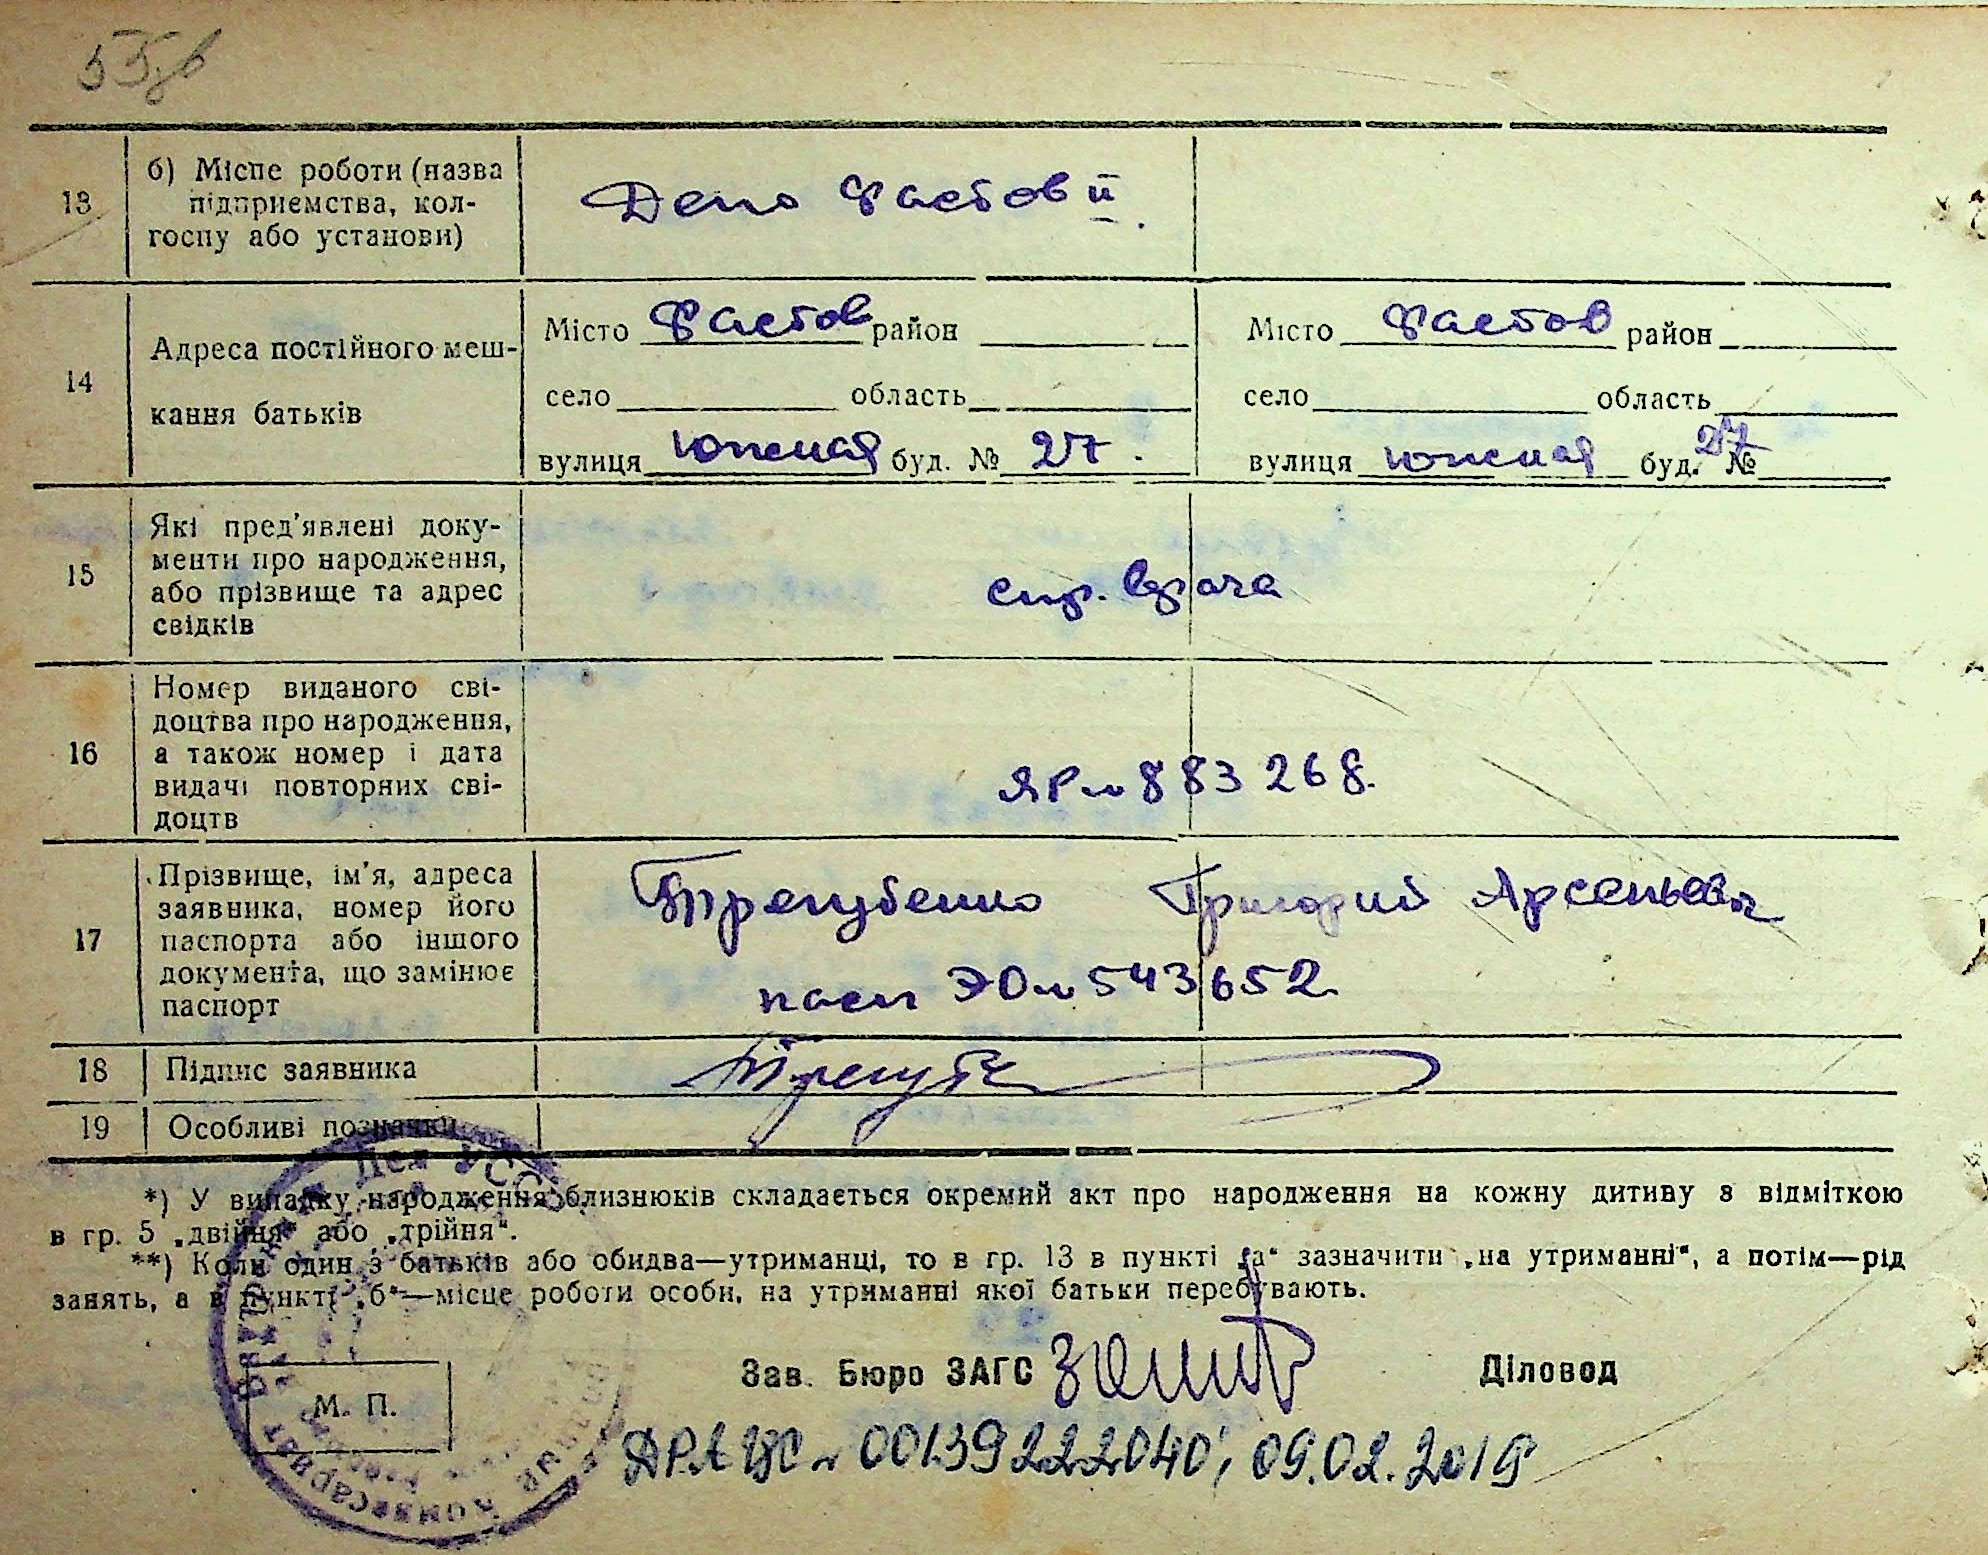 55зв
13
б) Місце роботи (назва
підприємства, кол-
госпу або установи)
Депо Фастов II.
14
Адреса постійного меш-
кання батьків
Місто Фастов район
село область
вулиця Южная буд. № 27.
Місто Фастов район
село область
вулиця Южная буд. № 27
15
Які пред'явлені доку-
менти про народження,
або прізвище та адрес
свідків
спр. врача
16
Номер виданого сві-
доцтва про народження,
а також номер і дата
видачі повторних сві-
доцтв
ЯР № 883268.
17
Прізвище, ім'я, адреса
заявника, номер його
паспорта або іншого
документа, що замінює
паспорт
Трегубенко Григорий Арсеньев
пасп ЭО № 543652
18
Підпис заявника
19
Особливі позначки
*) У випадку народження близнюків складається окремий акт про народження на кожну дитину з відміткою
в гр. 5 „двійня“ або „трійня“.
**) Коли один з батьків або обидва—утриманці, то в гр. 13 в пункті „а“ зазначити „на утриманні“, а потім—рід
занять, а в пункті „б“—місце роботи особи, на утриманні якої батьки перебувають.
Зав. Бюро ЗАГС
Діловод
М. П.
ДРАЦС № 00139222040, 09.02.2019